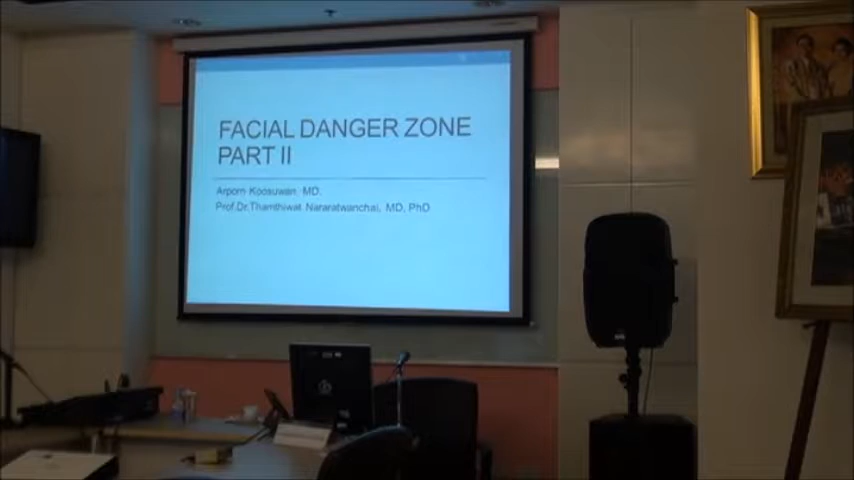 FACIAL DANGER ZONE
PART II
Arporn Koosuwan. MD.
Prof.Dr.Thamthiwat Nararatwanchai, MD, PhD